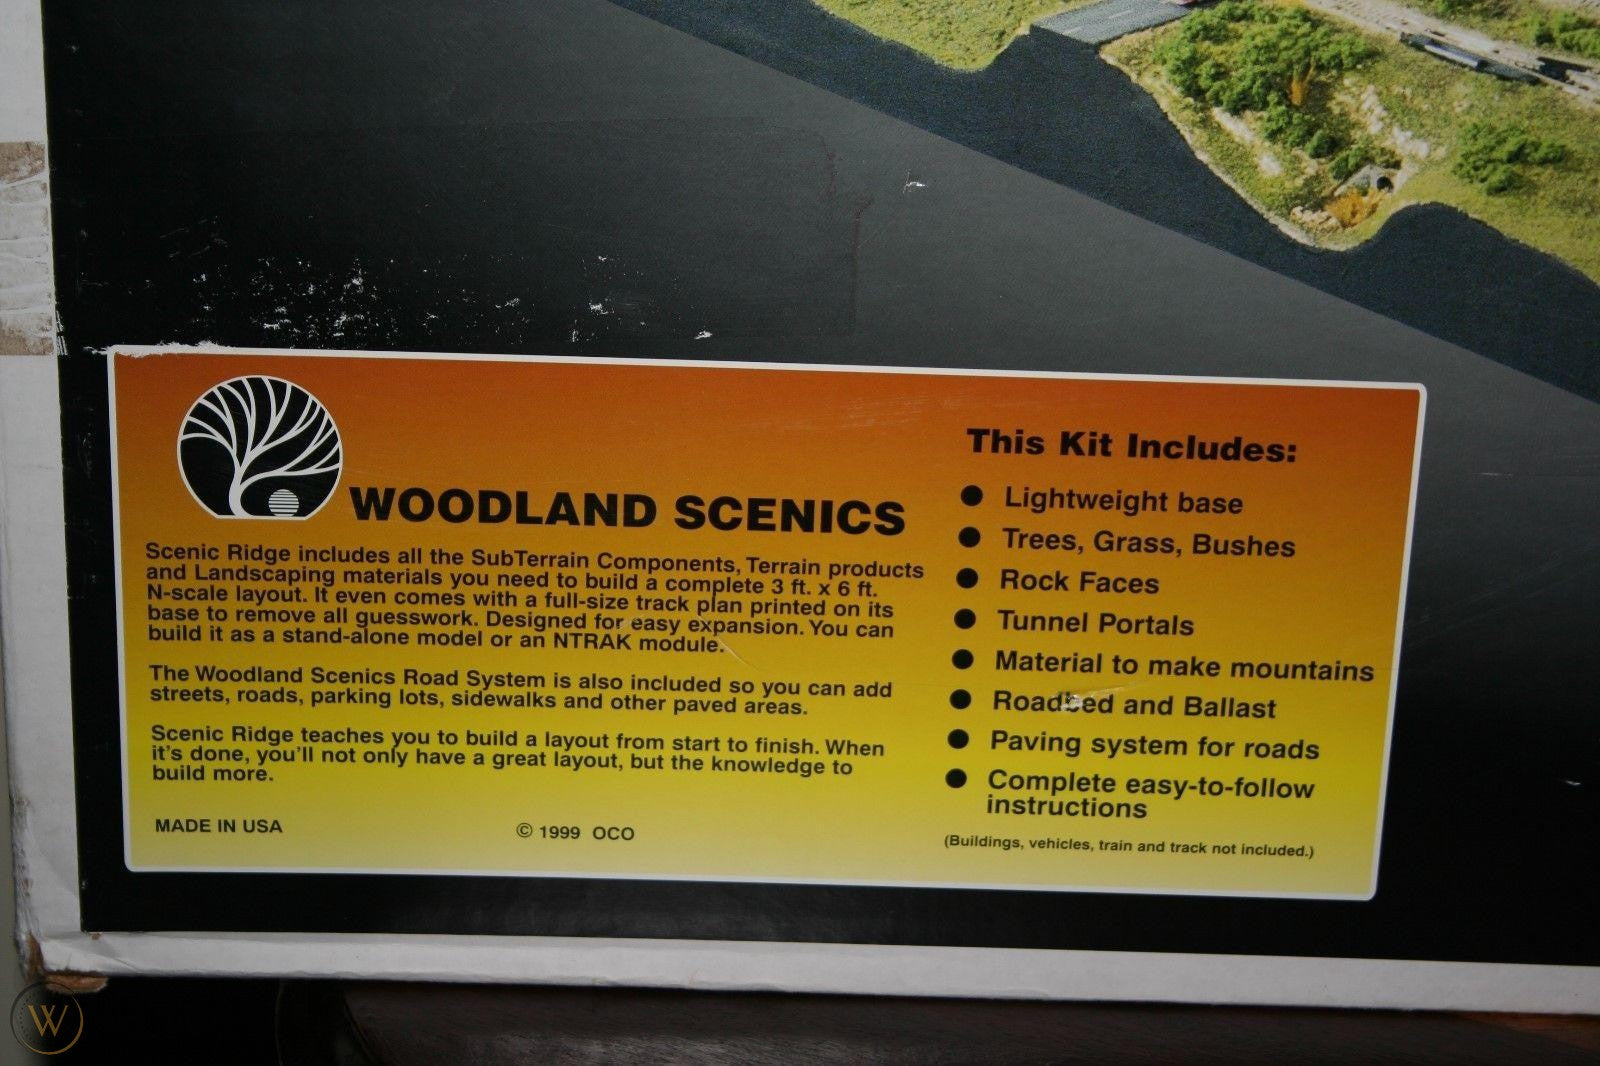 WOODLAND SCENICS
Scenic Ridge includes all the SubTerrain Components, Terrain products
and Landscaping materials you need to build a complete 3 ft. x 6 ft.
N-scale layout. It even comes with a full-size track plan printed on its
base to remove all guesswork. Designed for easy expansion. You can
build it as a stand-alone model or an NTRAK module.
The Woodland Scenics Road System is also included so you can add
streets, roads, parking lots, sidewalks and other paved areas.
Scenic Ridge teaches you to build a layout from start to finish. When
it's done, you'll not only have a great layout, but the knowledge to
build more.
MADE IN USA
© 1999 OCO
This Kit Includes:
● Lightweight base
● Trees, Grass, Bushes
● Rock Faces
● Tunnel Portals
● Material to make mountains
● Roadbed and Ballast
● Paving system for roads
● Complete easy-to-follow
instructions
(Buildings, vehicles, train and track not included.)
W